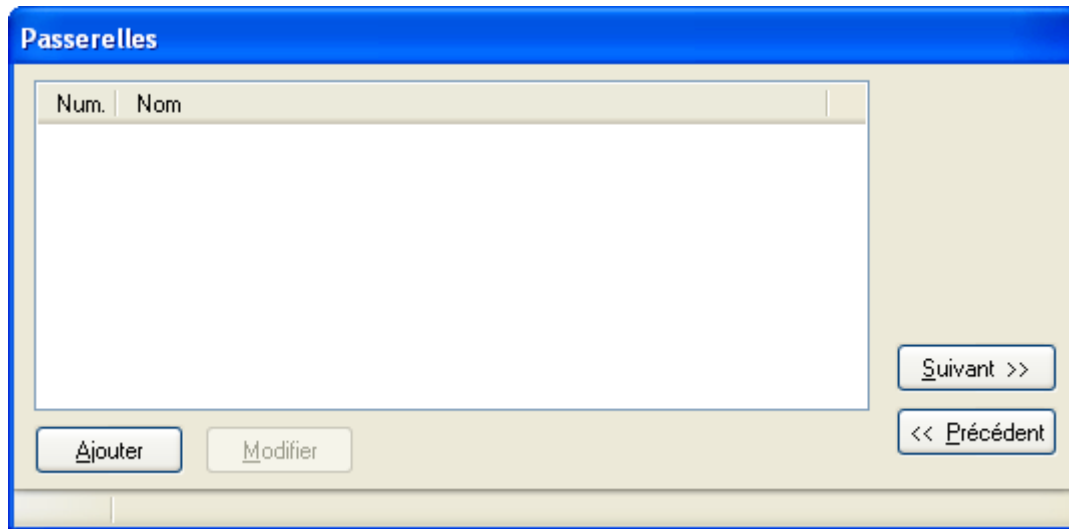 Passerelles
Num. Nom
Suivant >>
<< Précédent
Ajouter Modifier